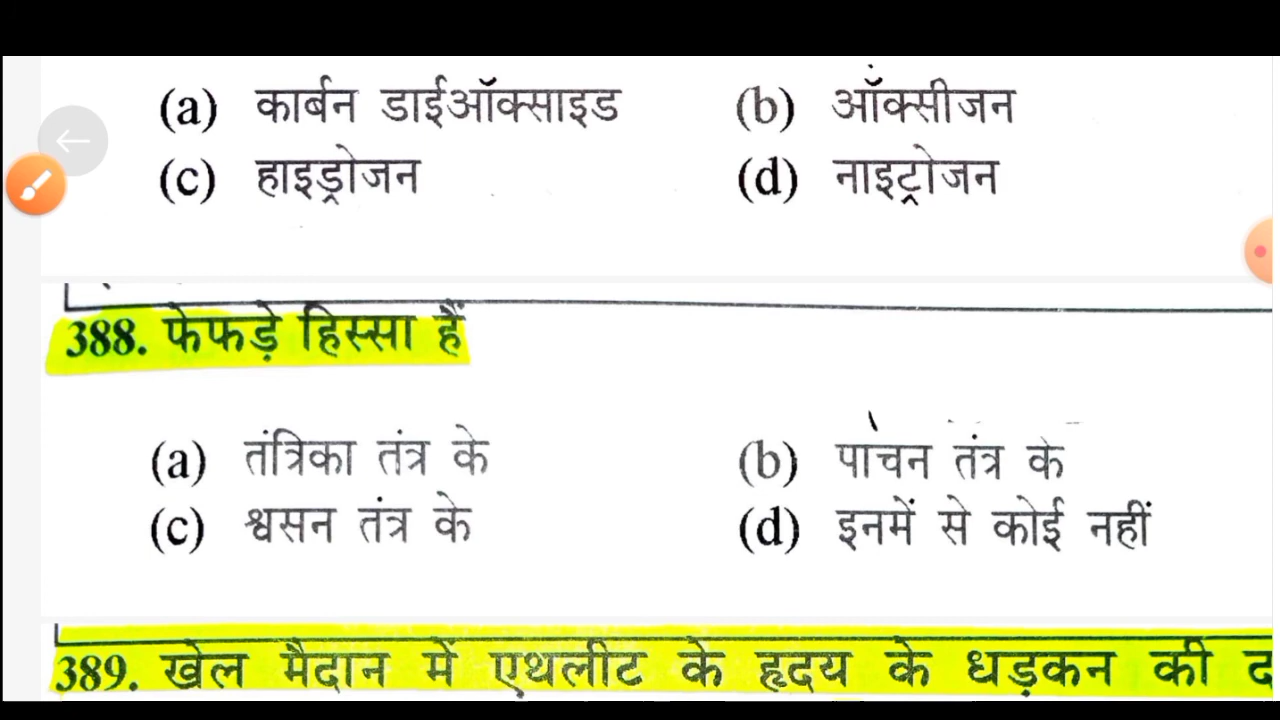 (a) कार्बन डाईऑक्साइड (b) ऑक्सीजन
(c) हाइड्रोजन (d) नाइट्रोजन
388. फेफड़े हिस्सा हैं
(a) तंत्रिका तंत्र के (b) पाचन तंत्र के
(c) श्वसन तंत्र के (d) इनमें से कोई नहीं
389. खेल मैदान में एथलीट के हृदय के धड़कन की